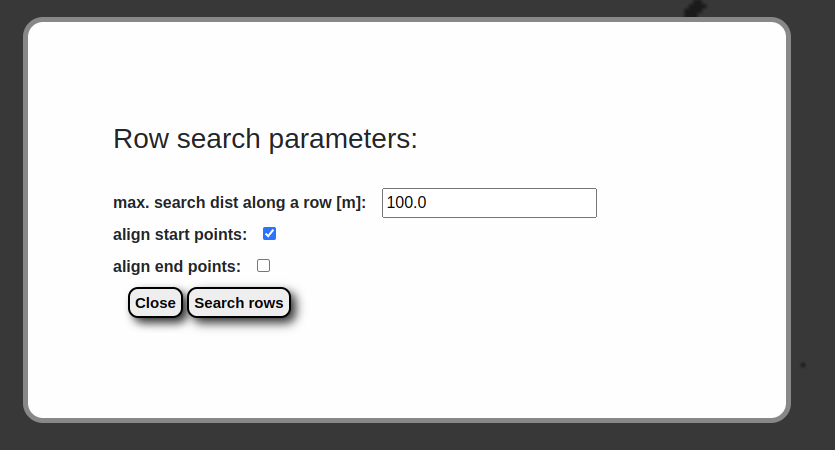 Row search parameters:
max. search dist along a row [m]: 100.0
align start points:
align end points:
Close Search rows